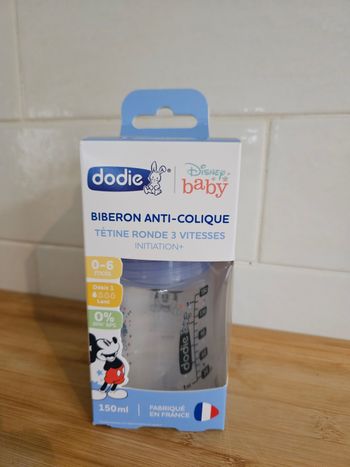 dodie®
Disney
baby
BIBERON ANTI-COLIQUE
TÉTINE RONDE 3 VITESSES
INITIATION+
0-6
mois
Débit 1
Lent
0%
dodie
150ml
FABRIQUÉ
EN FRANCE